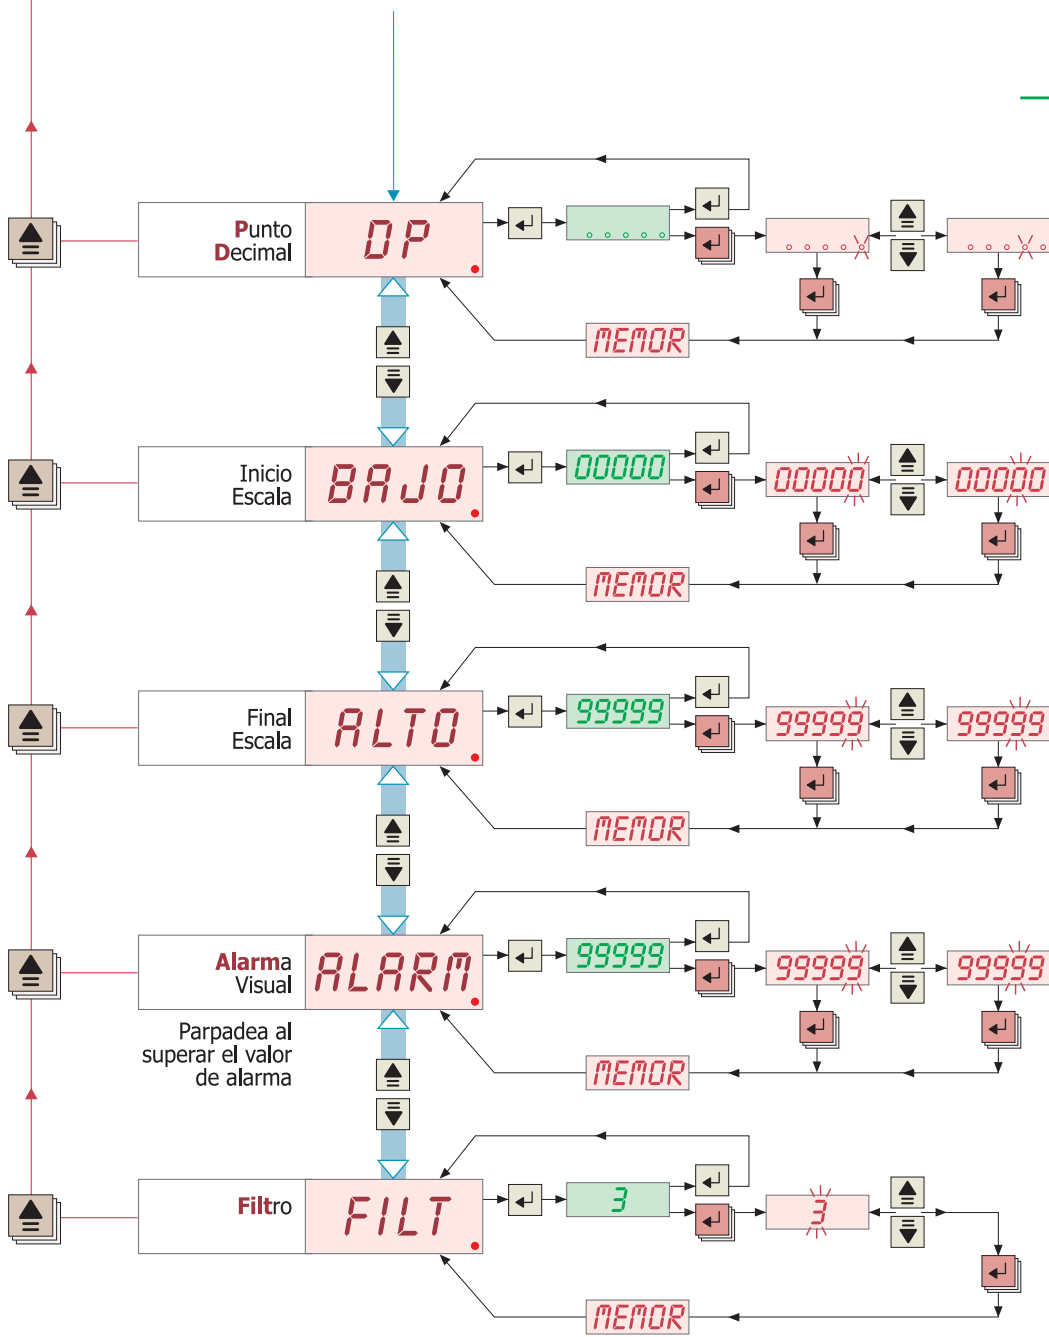 Punto
Decimal
DP
MEMOR
Inicio
Escala
BAJO
00000
00000
00000
MEMOR
Final
Escala
ALTO
99999
99999
99999
MEMOR
Alarma
Visual
ALARM
99999
99999
99999
Parpadea al
superar el valor
de alarma
MEMOR
Filtro
FILT
3
3
MEMOR